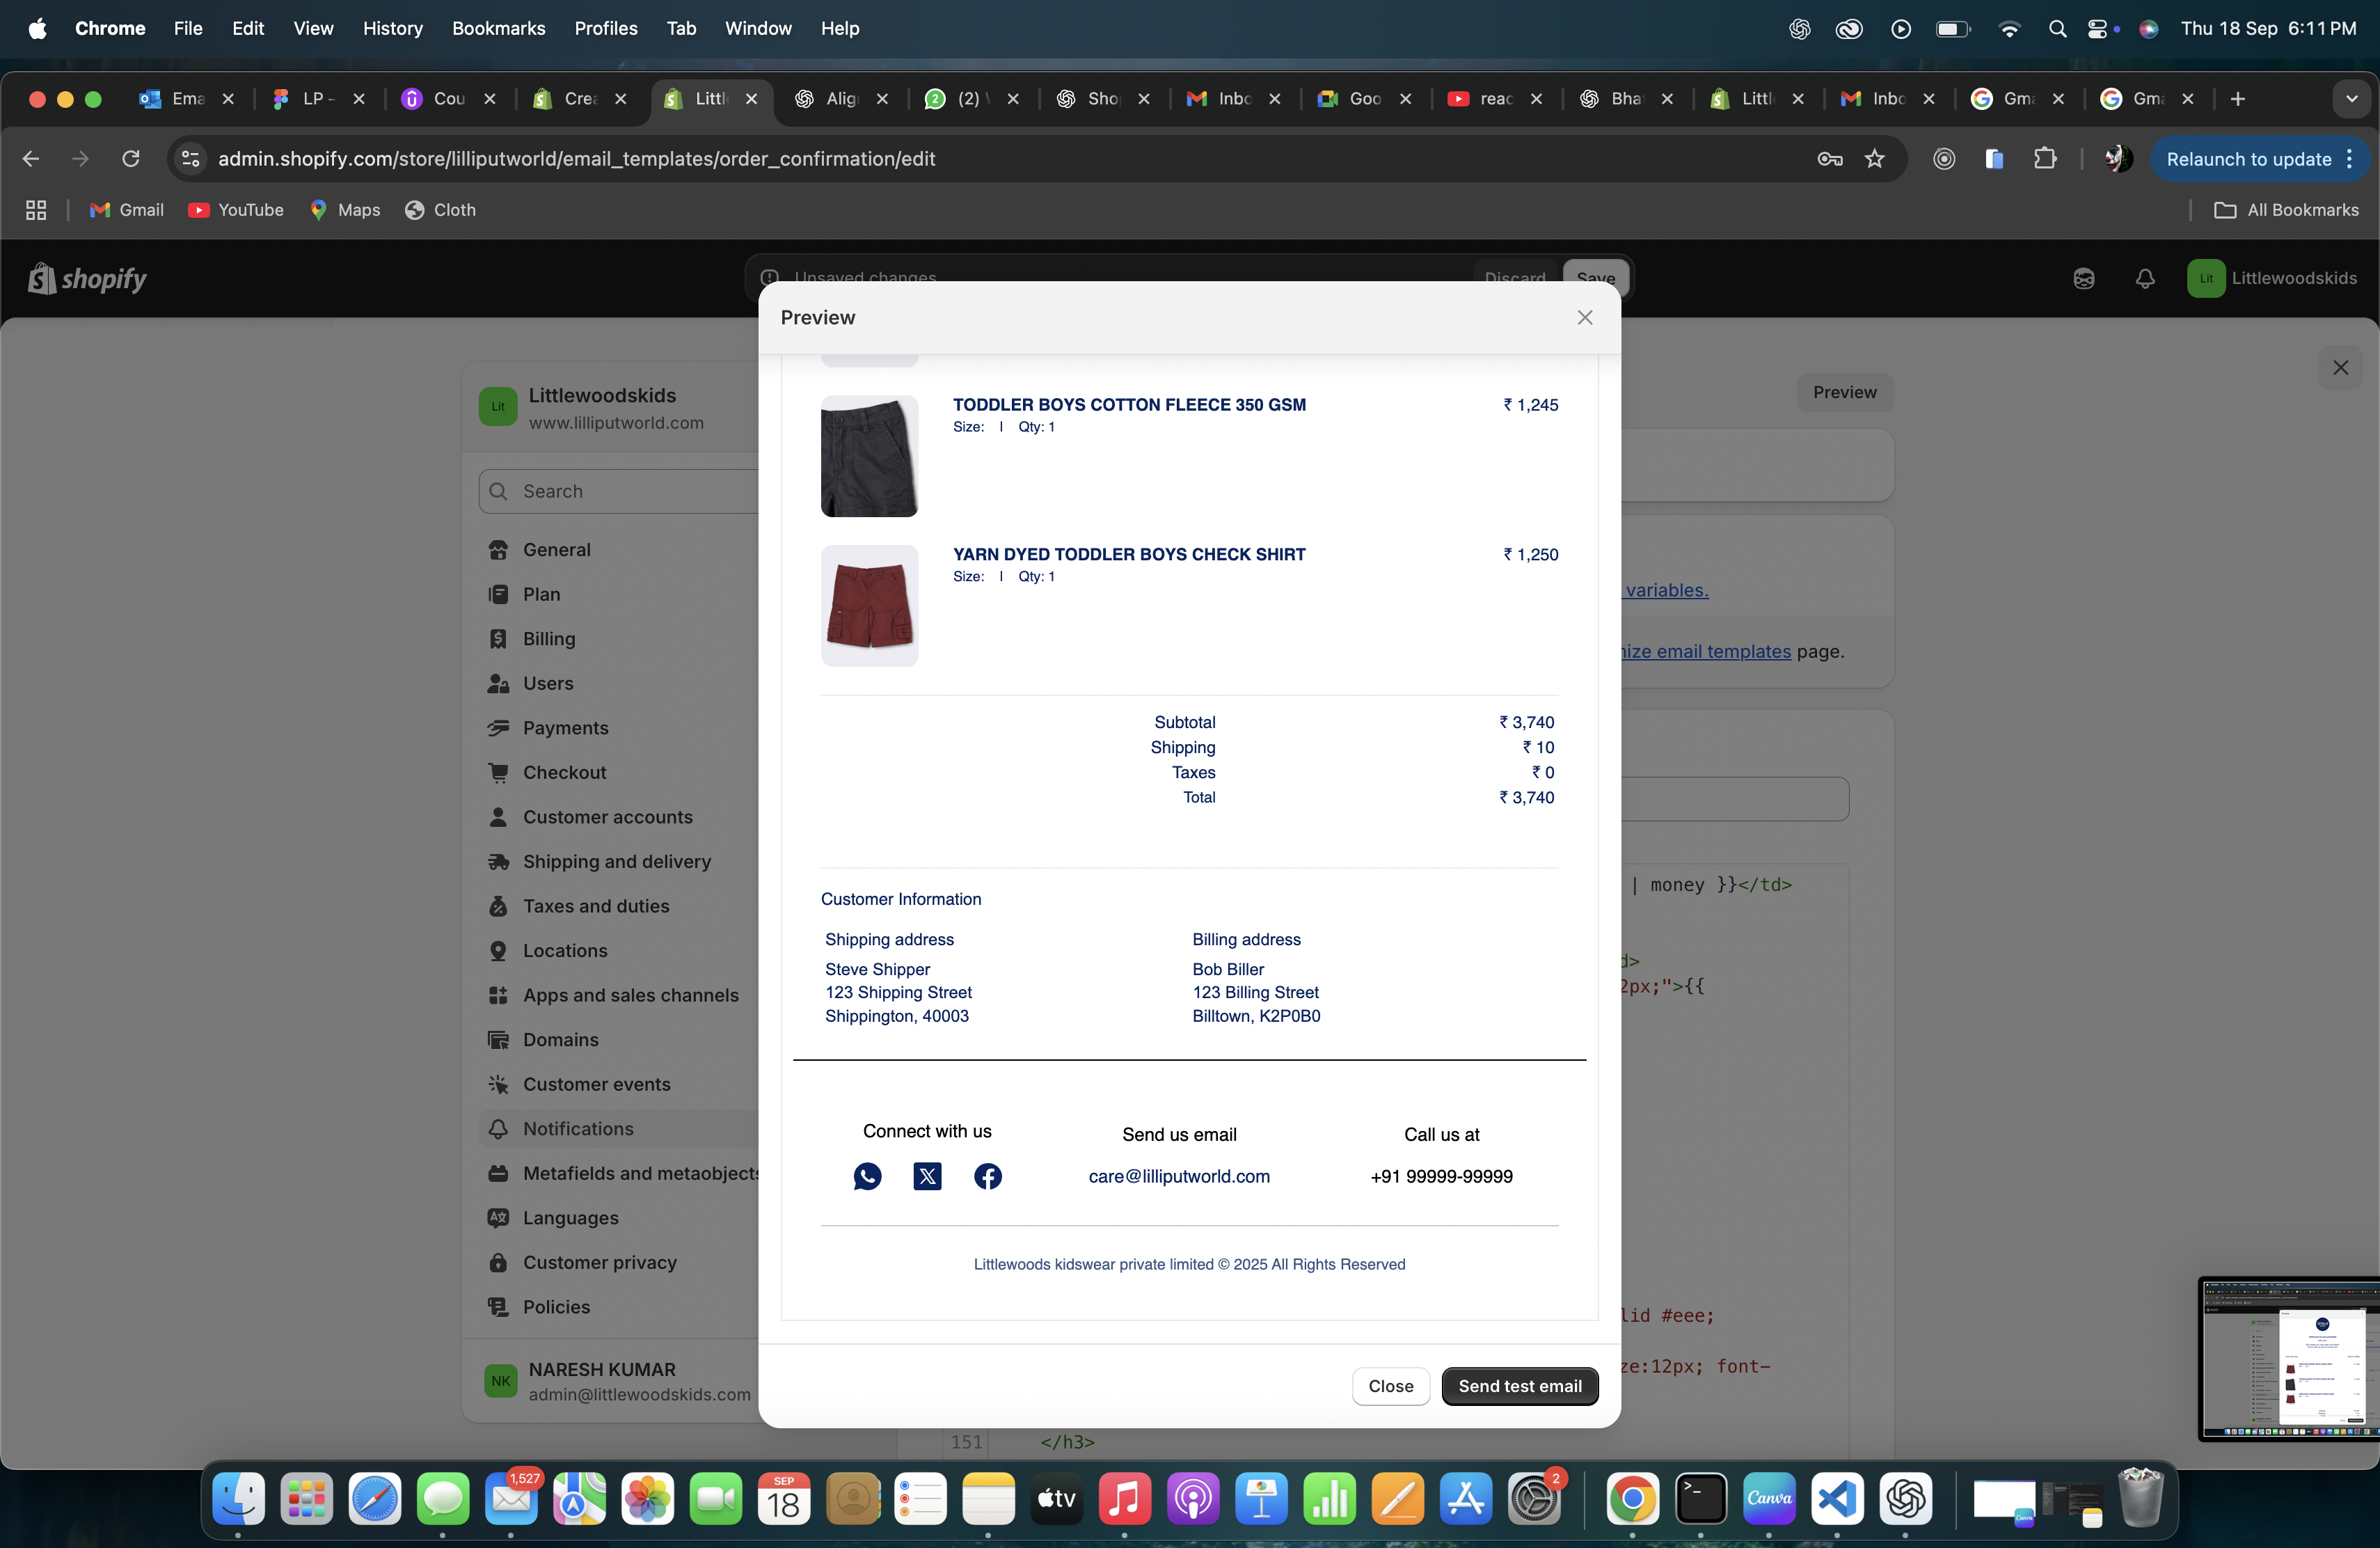 Chrome File Edit View History Bookmarks Profiles Tab Window Help Thu 18 Sep 6:11 PM
Ema LP - Cou Crea Littl Alig (2) Sho Inbo Goo reac Bha Littl Inbo Gma Gma
admin.shopify.com/store/lilliputworld/email_templates/order_confirmation/edit Relaunch to update
Gmail YouTube Maps Cloth All Bookmarks
shopify Unsaved changes Discard Save Lit Littlewoodskids
Preview
Lit Littlewoodskids
www.lilliputworld.com
Preview
Search
General
Plan
Billing
Users
Payments
Checkout
Customer accounts
Shipping and delivery
Taxes and duties
Locations
Apps and sales channels
Domains
Customer events
Notifications
Metafields and metaobjects
Languages
Customer privacy
Policies
NK NARESH KUMAR
admin@littlewoodskids.com
TODDLER BOYS COTTON FLEECE 350 GSM ₹ 1,245
Size: | Qty: 1
YARN DYED TODDLER BOYS CHECK SHIRT ₹ 1,250
Size: | Qty: 1
Subtotal ₹ 3,740
Shipping ₹ 10
Taxes ₹ 0
Total ₹ 3,740
Customer Information
Shipping address Billing address
Steve Shipper Bob Biller
123 Shipping Street 123 Billing Street
Shippington, 40003 Billtown, K2P0B0
Connect with us Send us email Call us at
care@lilliputworld.com +91 99999-99999
Littlewoods kidswear private limited © 2025 All Rights Reserved
Close Send test email
variables.
ize email templates page.
| money }}</td>
d>
2px;">{{
lid #eee;
ze:12px; font-
151 </h3>
1,527
SEP
18
tv
2
Canva